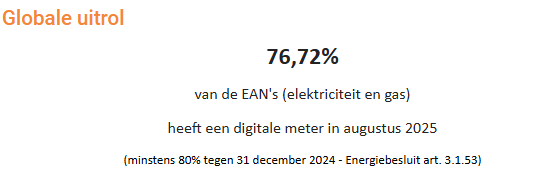 Globale uitrol
76,72%
van de EAN's (elektriciteit en gas)
heeft een digitale meter in augustus 2025
(minstens 80% tegen 31 december 2024 - Energiebesluit art. 3.1.53)